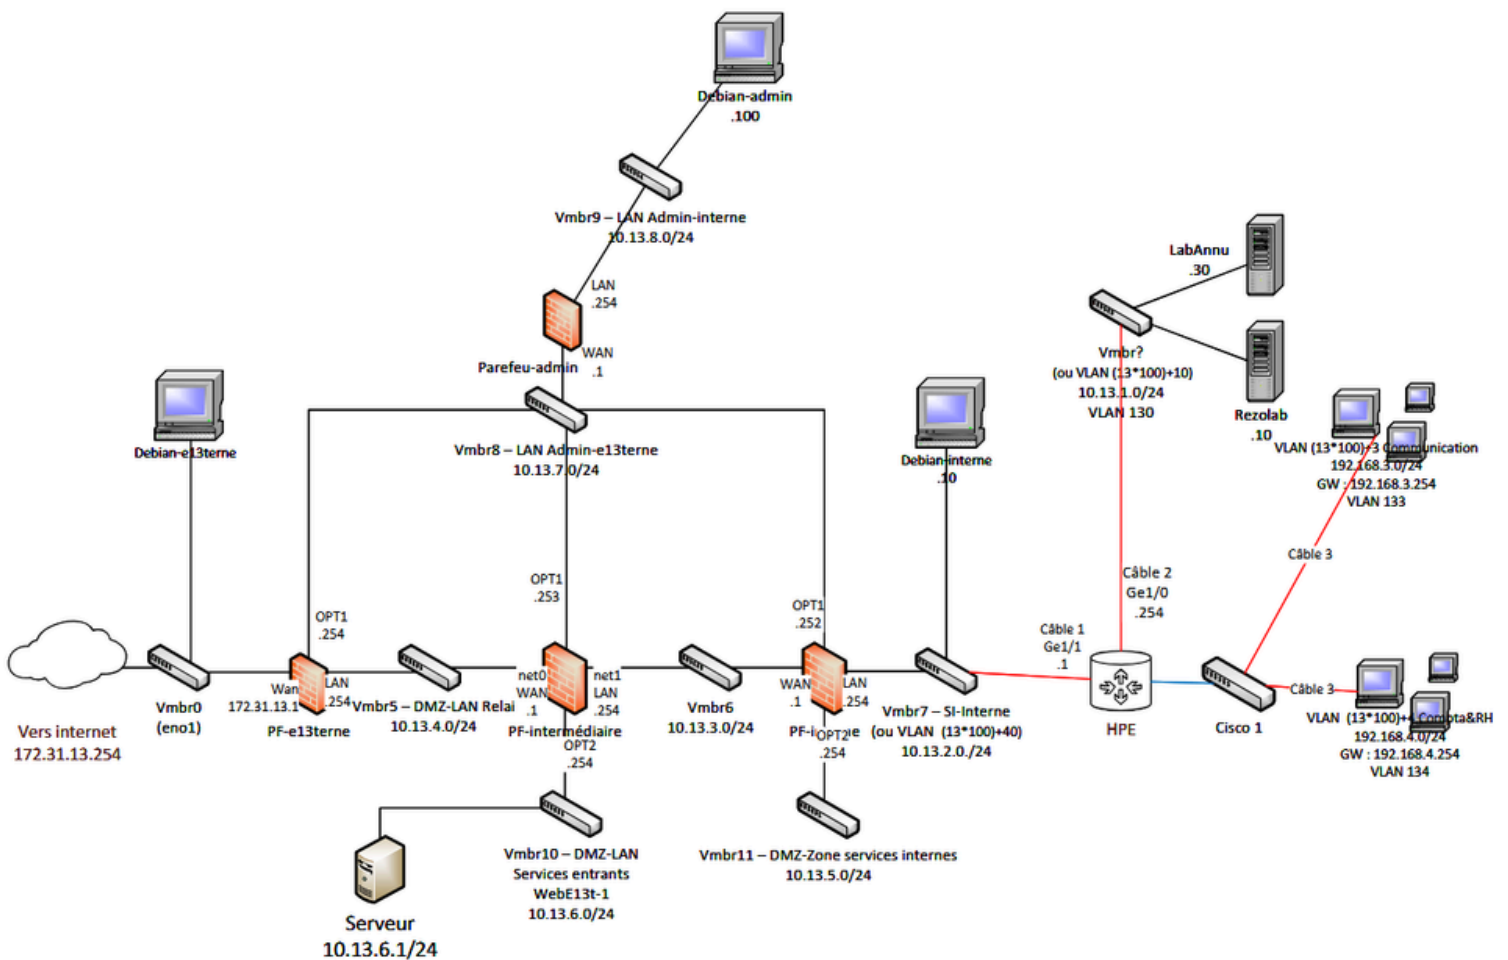 Debian-admin
.100
Vmbr9 – LAN Admin-interne
10.13.8.0/24
LAN
.254
WAN
.1
Parefeu-admin
Vmbr8 – LAN Admin-e13terne
10.13.7.0/24
Debian-e13terne
Debian-interne
.10
LabAnnu
.30
Vmbr?
(ou VLAN (13*100)+10)
10.13.1.0/24
VLAN 130
Rezolab
.10
VLAN (13*100)+3 Communication
192.168.3.0/24
GW : 192.168.3.254
VLAN 133
Câble 3
Câble 2
Ge1/0
.254
Câble 1
Ge1/1
.1
OPT1
.254
OPT1
.253
OPT1
.252
Vers internet
172.31.13.254
Vmbr0
(eno1)
Wan
172.31.13.1
LAN
.254
PF-e13terne
Vmbr5 – DMZ-LAN Relai
10.13.4.0/24
net0
WAN
.1
net1
LAN
.254
PF-intermédiaire
OPT2
.254
Vmbr6
10.13.3.0/24
WAN
.1
LAN
.254
OPT2
.254
Vmbr7 – SI-Interne
(ou VLAN (13*100)+40)
10.13.2.0./24
HPE
Cisco 1
Câble 3
VLAN (13*100)+4 Compta&RH
192.168.4.0/24
GW : 192.168.4.254
VLAN 134
Vmbr10 – DMZ-LAN
Services entrants
WebE13t-1
10.13.6.0/24
Vmbr11 – DMZ-Zone services internes
10.13.5.0/24
Serveur
10.13.6.1/24